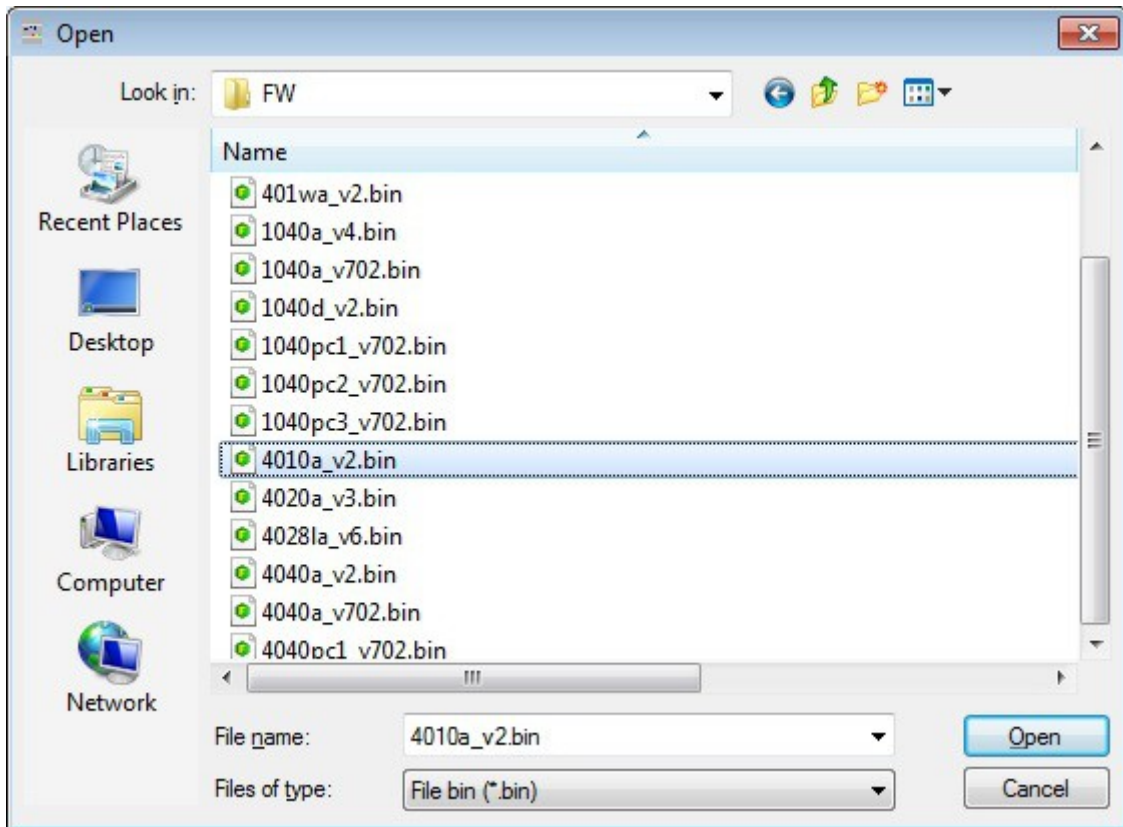 Open
Look in: FW
Name
401wa_v2.bin
1040a_v4.bin
1040a_v702.bin
1040d_v2.bin
1040pc1_v702.bin
1040pc2_v702.bin
1040pc3_v702.bin
4010a_v2.bin
4020a_v3.bin
4028la_v6.bin
4040a_v2.bin
4040a_v702.bin
4040pc1_v702.bin
Recent Places
Desktop
Libraries
Computer
Network
File name: 4010a_v2.bin Open
Files of type: File bin (*.bin) Cancel